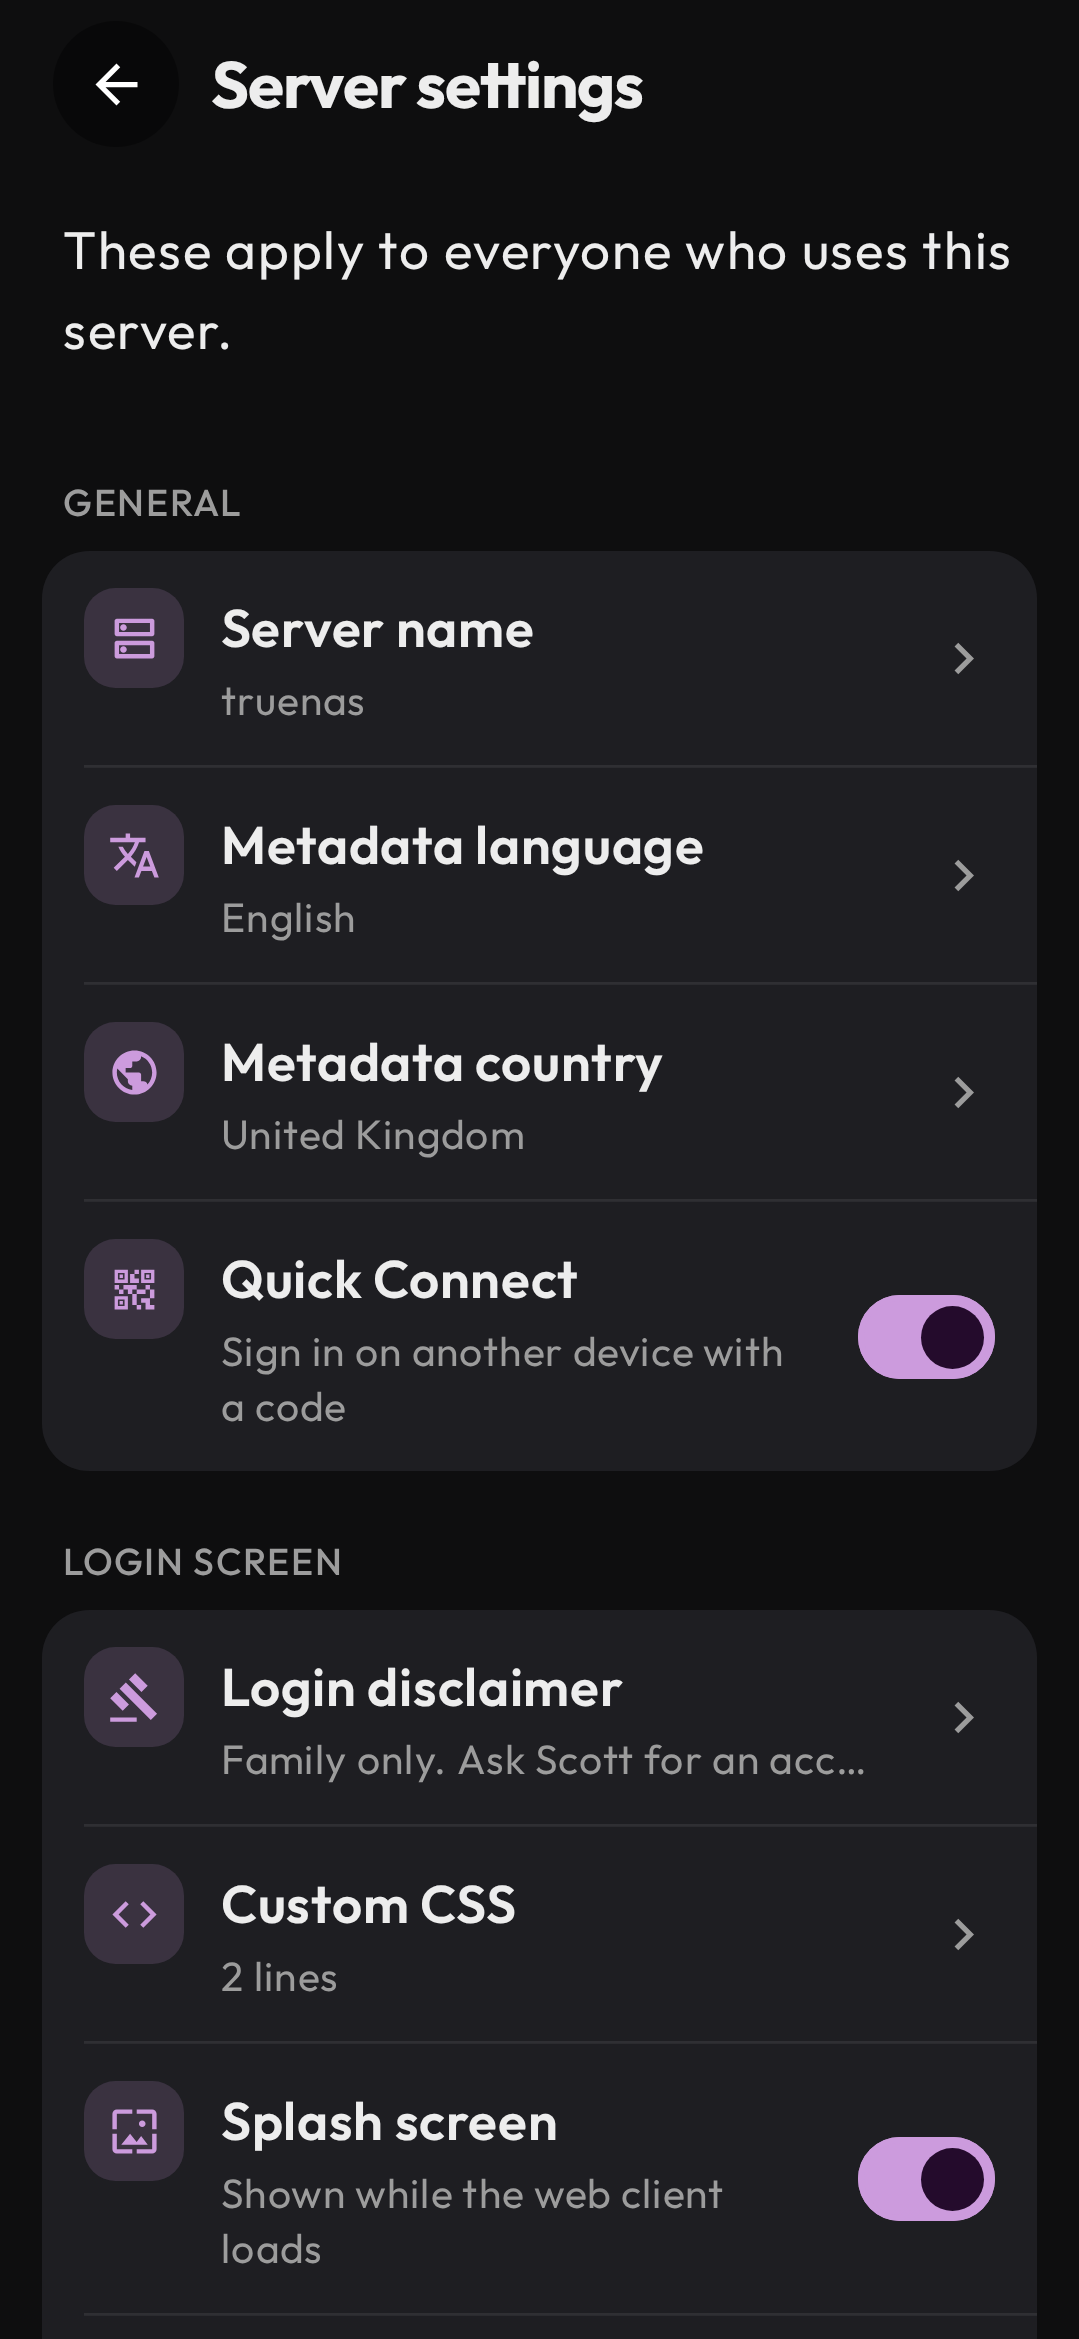 Server settings
These apply to everyone who uses this
server.
GENERAL
Server name
truenas
Metadata language
English
Metadata country
United Kingdom
Quick Connect
Sign in on another device with
a code
LOGIN SCREEN
Login disclaimer
Family only. Ask Scott for an acc...
Custom CSS
2 lines
Splash screen
Shown while the web client
loads